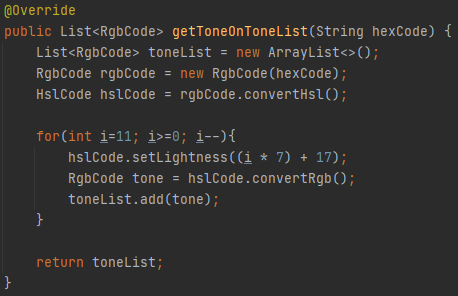 @Override
public List<RgbCode> getToneOnToneList(String hexCode) {
    List<RgbCode> toneList = new ArrayList<>();
    RgbCode rgbCode = new RgbCode(hexCode);
    HslCode hslCode = rgbCode.convertHsl();

    for(int i=11; i>=0; i--){
        hslCode.setLightness((i * 7) + 17);
        RgbCode tone = hslCode.convertRgb();
        toneList.add(tone);
    }

    return toneList;
}